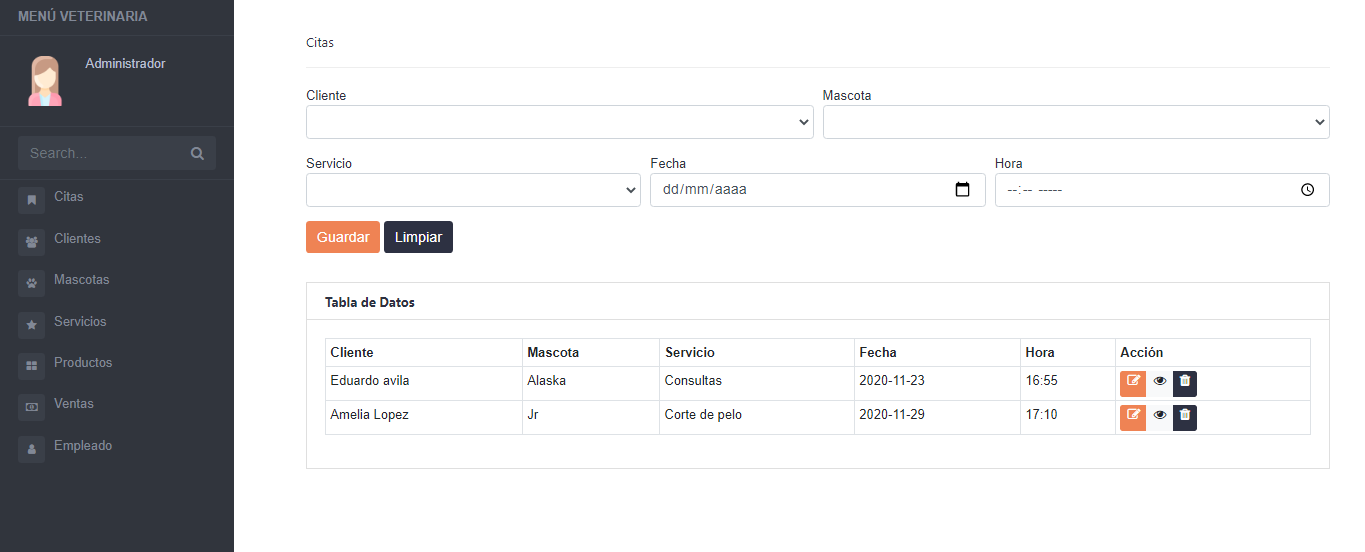 MENÚ VETERINARIA
Administrador
Search...
Citas
Clientes
Mascotas
Servicios
Productos
Ventas
Empleado
Citas
Cliente Mascota
Servicio Fecha Hora
dd/mm/aaaa --:-- -----
Guardar Limpiar
Tabla de Datos
Cliente Mascota Servicio Fecha Hora Acción
Eduardo avila Alaska Consultas 2020-11-23 16:55
Amelia Lopez Jr Corte de pelo 2020-11-29 17:10